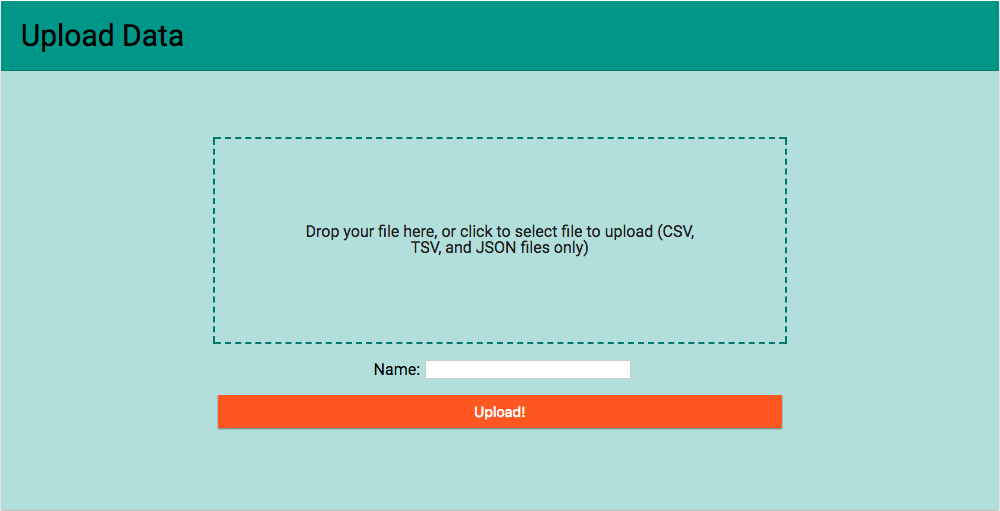 Upload Data
Drop your file here, or click to select file to upload (CSV,
TSV, and JSON files only)
Name:
Upload!